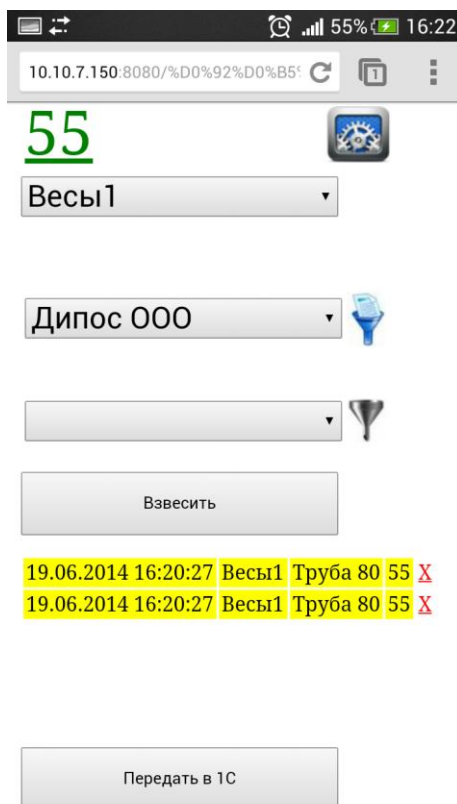 55% 16:22
10.10.7.150:8080/%D0%92%D0%B5% 1
55
Весы1
Дипос ООО
Взвесить
19.06.2014 16:20:27 Весы1 Труба 80 55 X
19.06.2014 16:20:27 Весы1 Труба 80 55 X
Передать в 1С